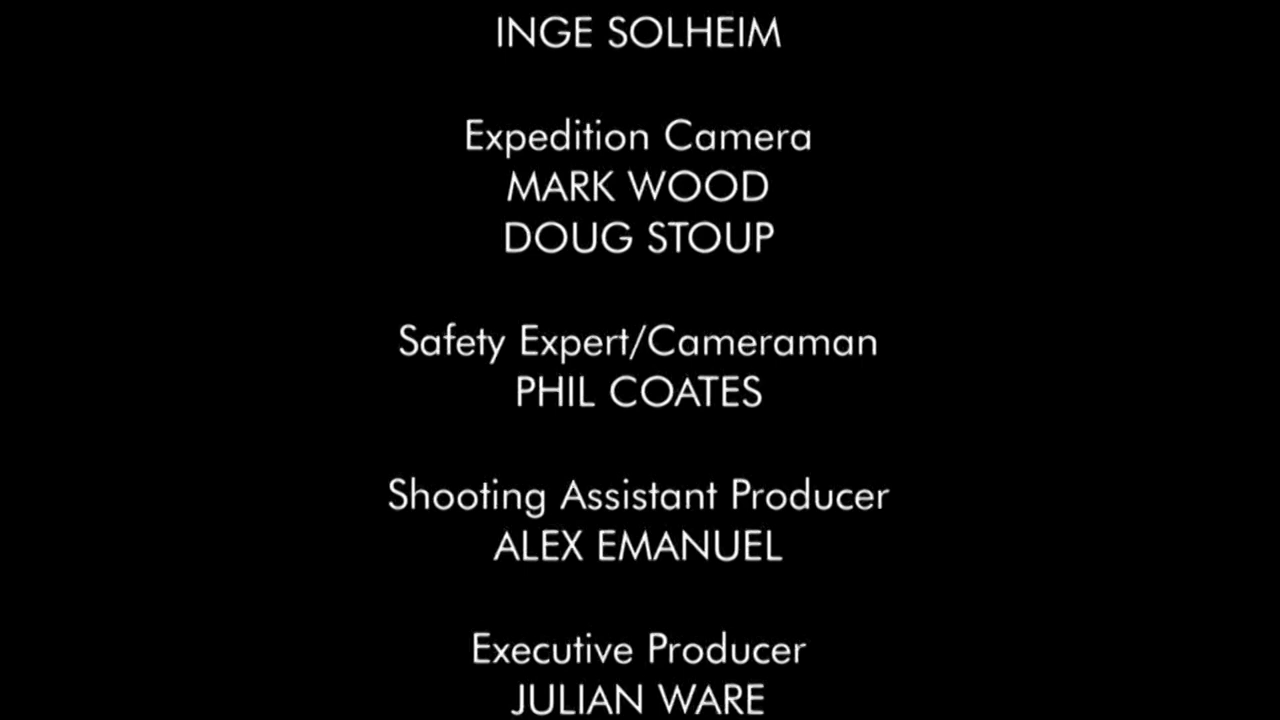 INGE SOLHEIM
Expedition Camera
MARK WOOD
DOUG STOUP
Safety Expert/Cameraman
PHIL COATES
Shooting Assistant Producer
ALEX EMANUEL
Executive Producer
JULIAN WARE